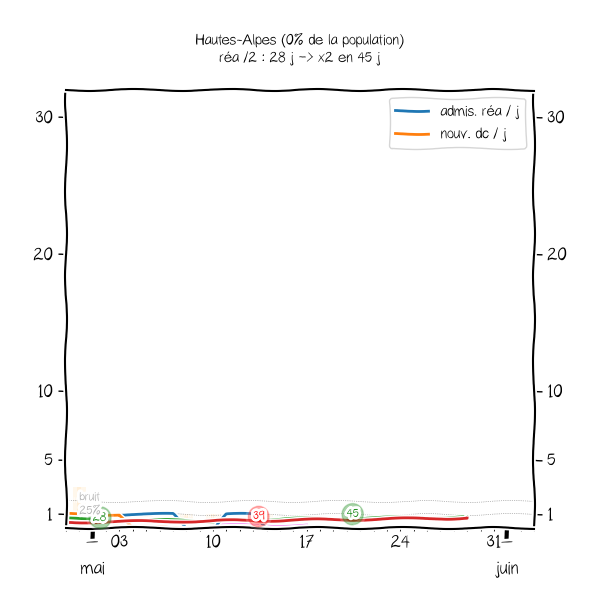 Hautes-Alpes (0% de la population)
réa /2 : 28 j -> x2 en 45 j
admis. réa / j
nouv. dc / j
30
30
20
20
10
10
5
5
bruit
25%
28
39
45
1
1
03
10
17
24
31
mai
juin